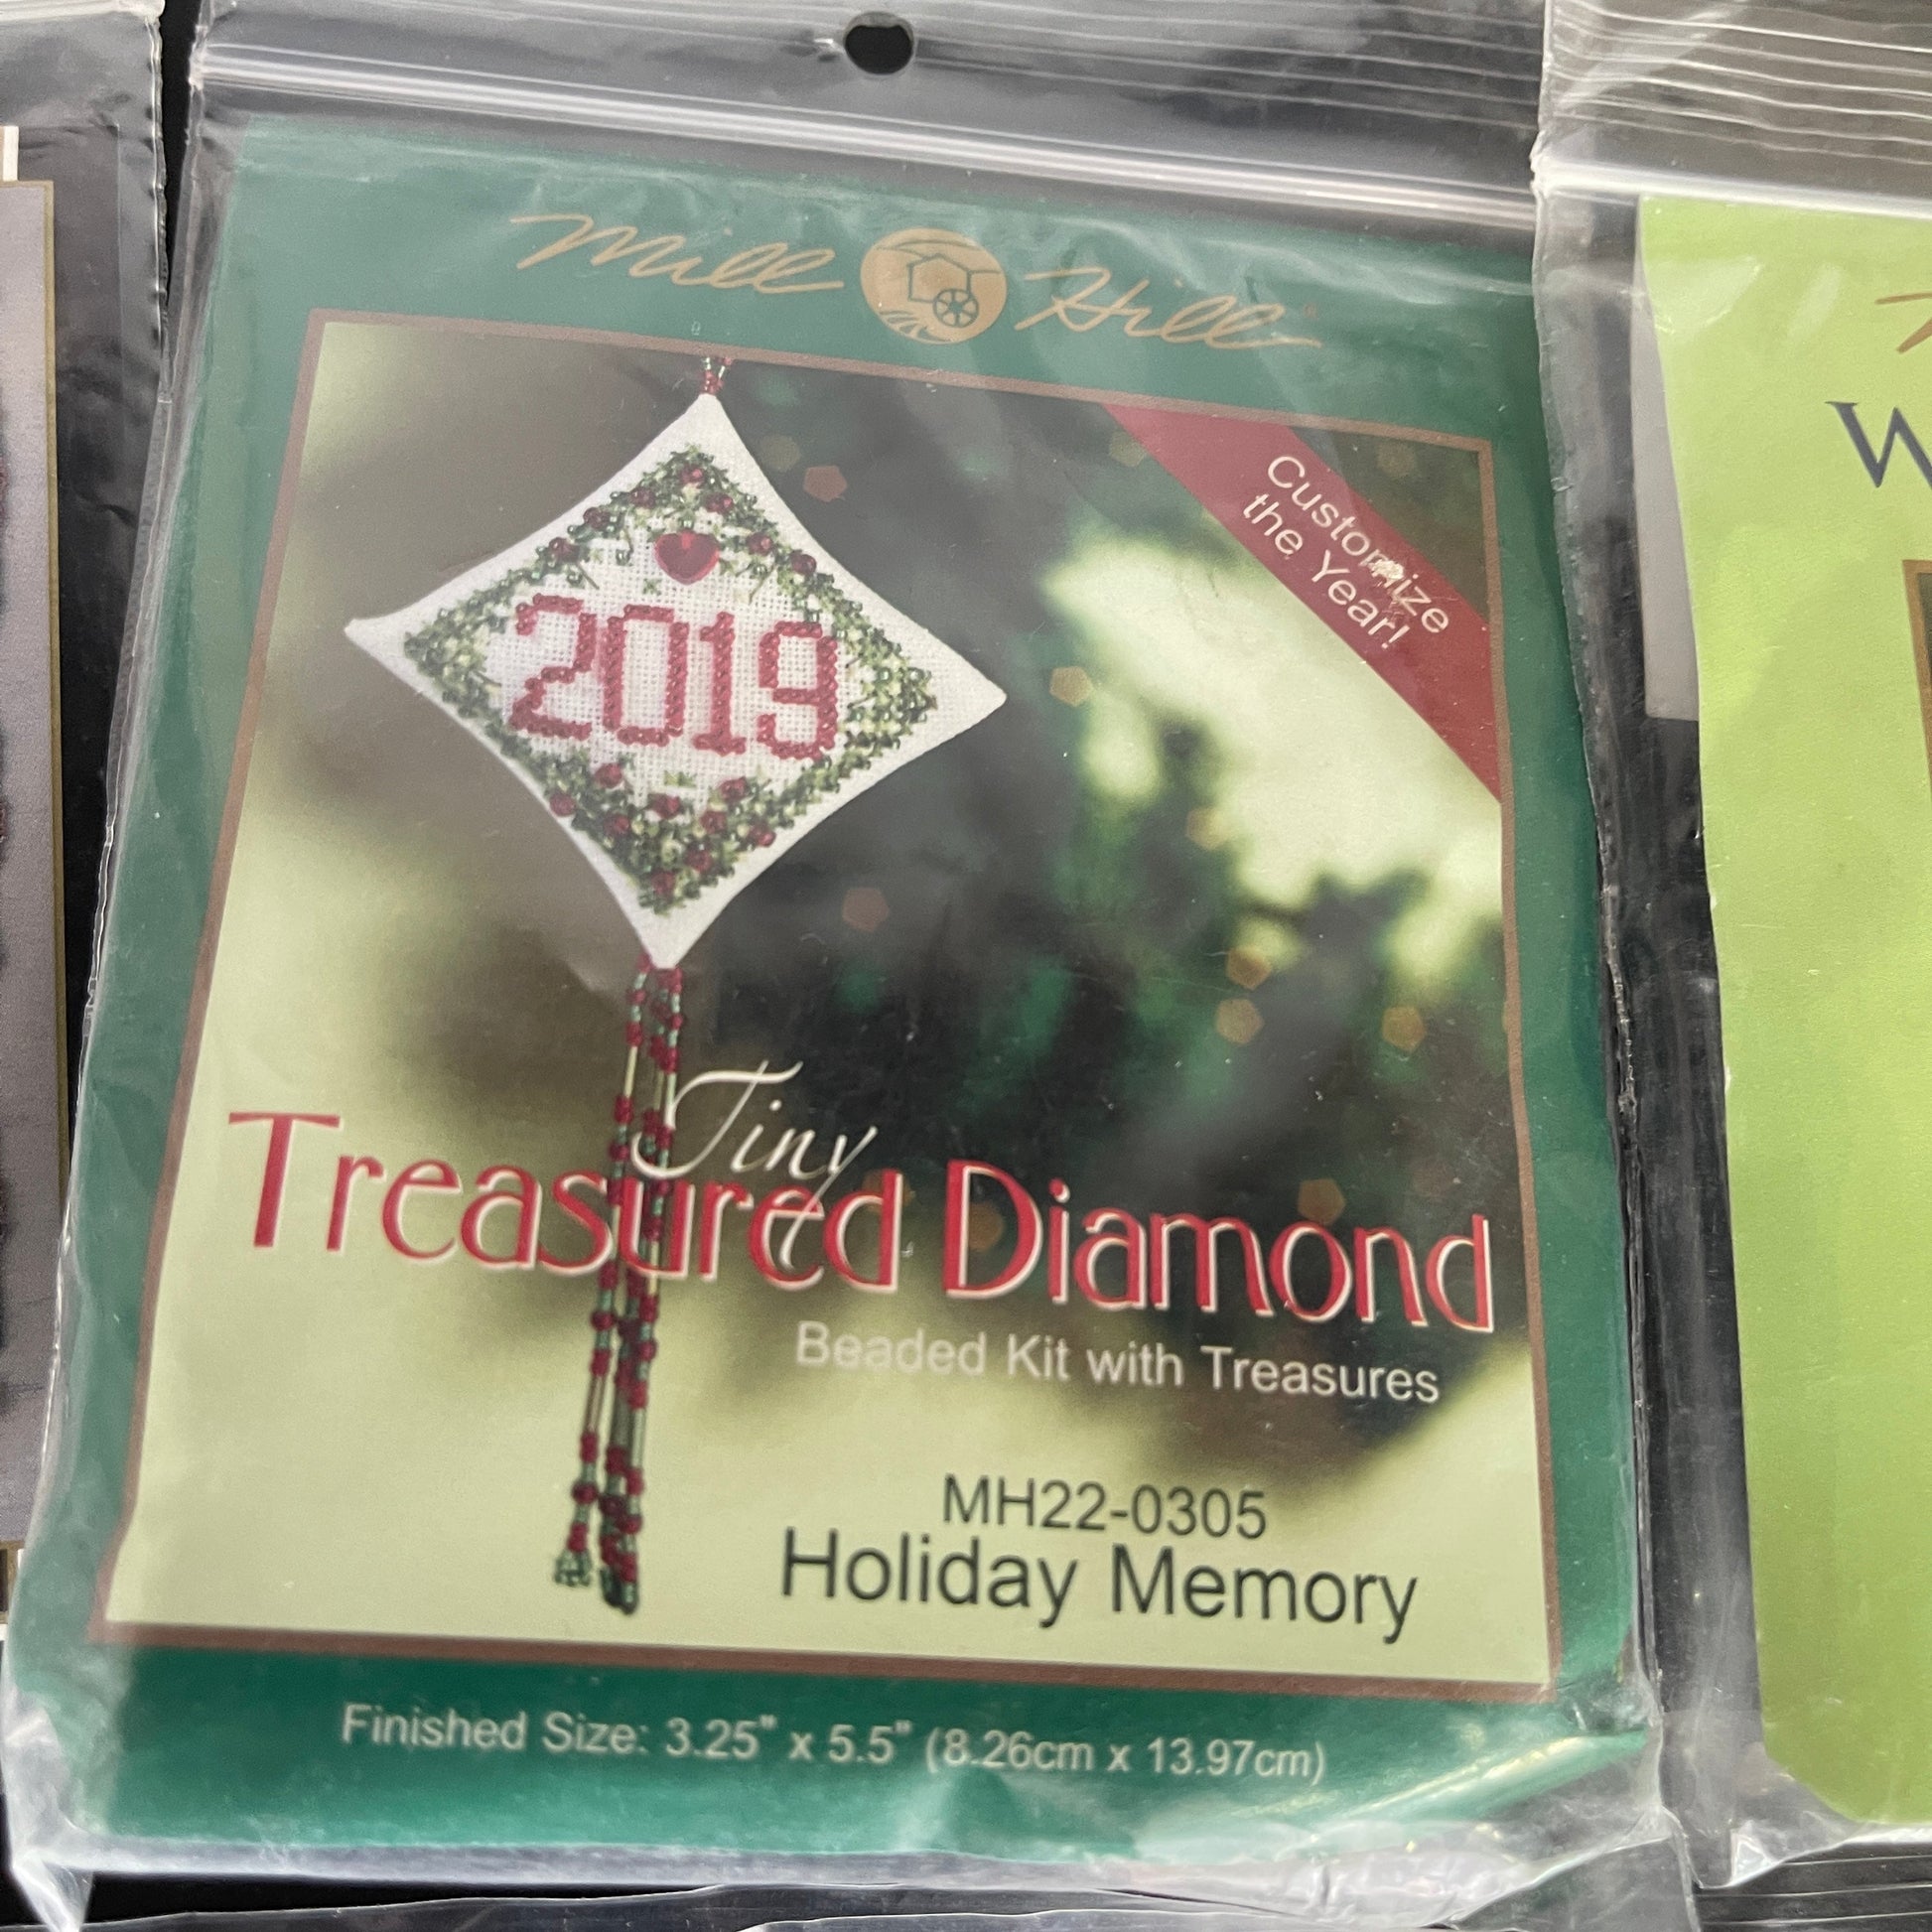 Mill Hill
Customize
the Year!
2019
Tiny
Treasured Diamond
Beaded Kit with Treasures
MH22-0305
Holiday Memory
Finished Size: 3.25" x 5.5" (8.26cm x 13.97cm)
W